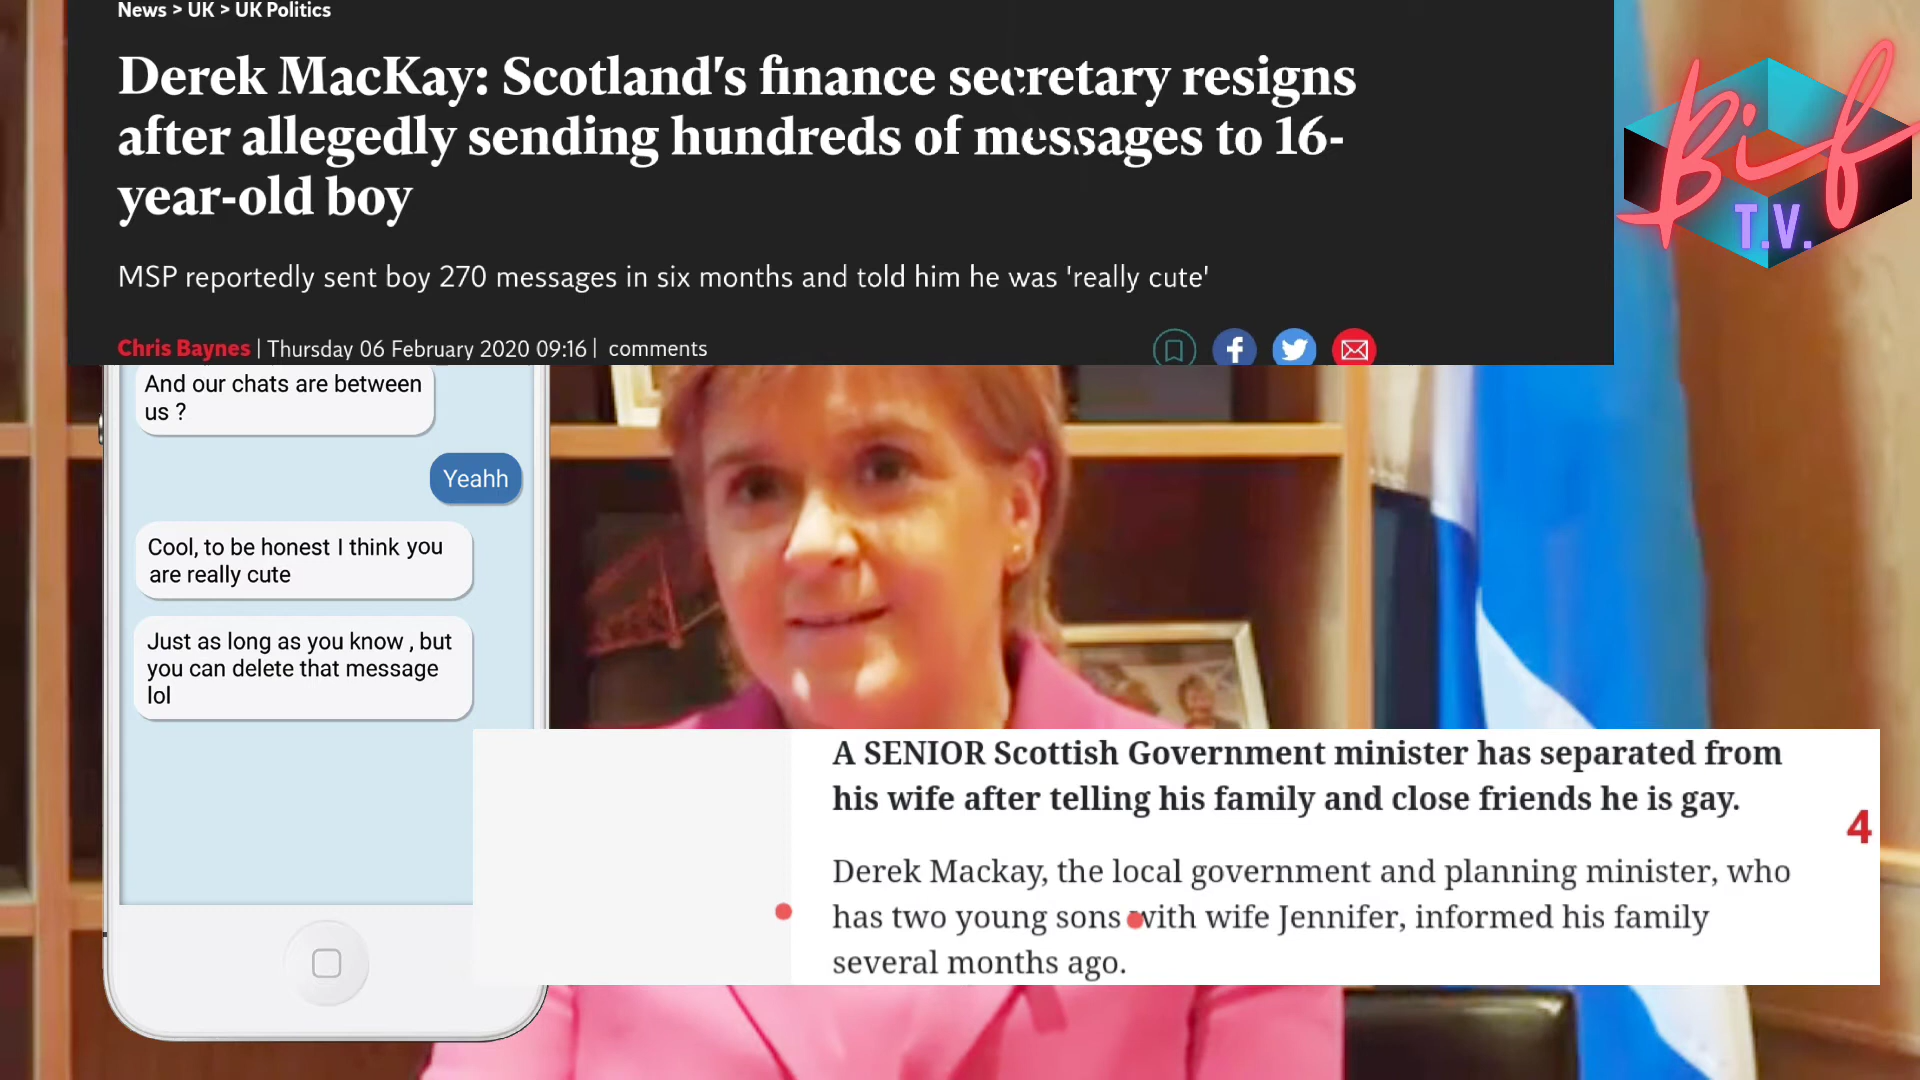 News > UK > UK Politics
Derek MacKay: Scotland's finance secretary resigns
after allegedly sending hundreds of messages to 16-
year-old boy
MSP reportedly sent boy 270 messages in six months and told him he was 'really cute'
Chris Baynes | Thursday 06 February 2020 09:16 | comments
Bif
T.V.
And our chats are between
us ?
Yeahh
Cool, to be honest I think you
are really cute
Just as long as you know , but
you can delete that message
lol
A SENIOR Scottish Government minister has separated from
his wife after telling his family and close friends he is gay.
4
Derek Mackay, the local government and planning minister, who
has two young sons with wife Jennifer, informed his family
several months ago.